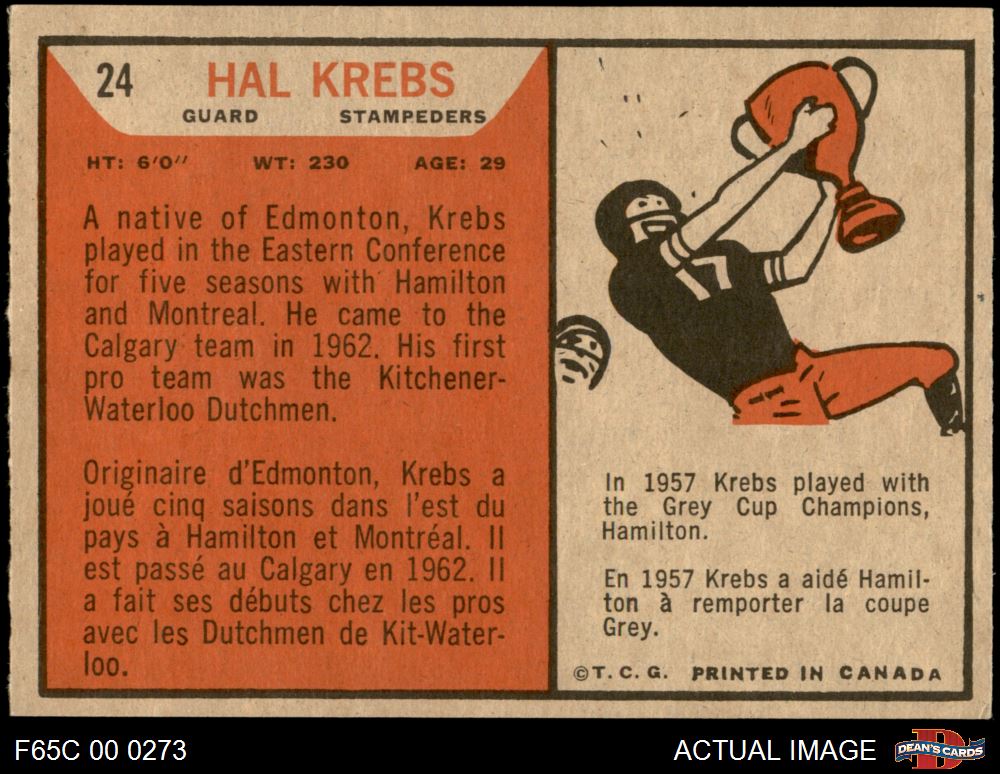 24 HAL KREBS
GUARD STAMPEDERS
HT: 6'0" WT: 230 AGE: 29
A native of Edmonton, Krebs
played in the Eastern Conference
for five seasons with Hamilton
and Montreal. He came to the
Calgary team in 1962. His first
pro team was the Kitchener-
Waterloo Dutchmen.
Originaire d'Edmonton, Krebs a
joué cinq saisons dans l'est du
pays à Hamilton et Montréal. Il
est passé au Calgary en 1962. Il
a fait ses débuts chez les pros
avec les Dutchmen de Kit-Water-
loo.
In 1957 Krebs played with
the Grey Cup Champions,
Hamilton.
En 1957 Krebs a aidé Hamil-
ton à remporter la coupe
Grey.
© T. C. G. PRINTED IN CANADA
F65C 00 0273
ACTUAL IMAGE
DEAN'S CARDS